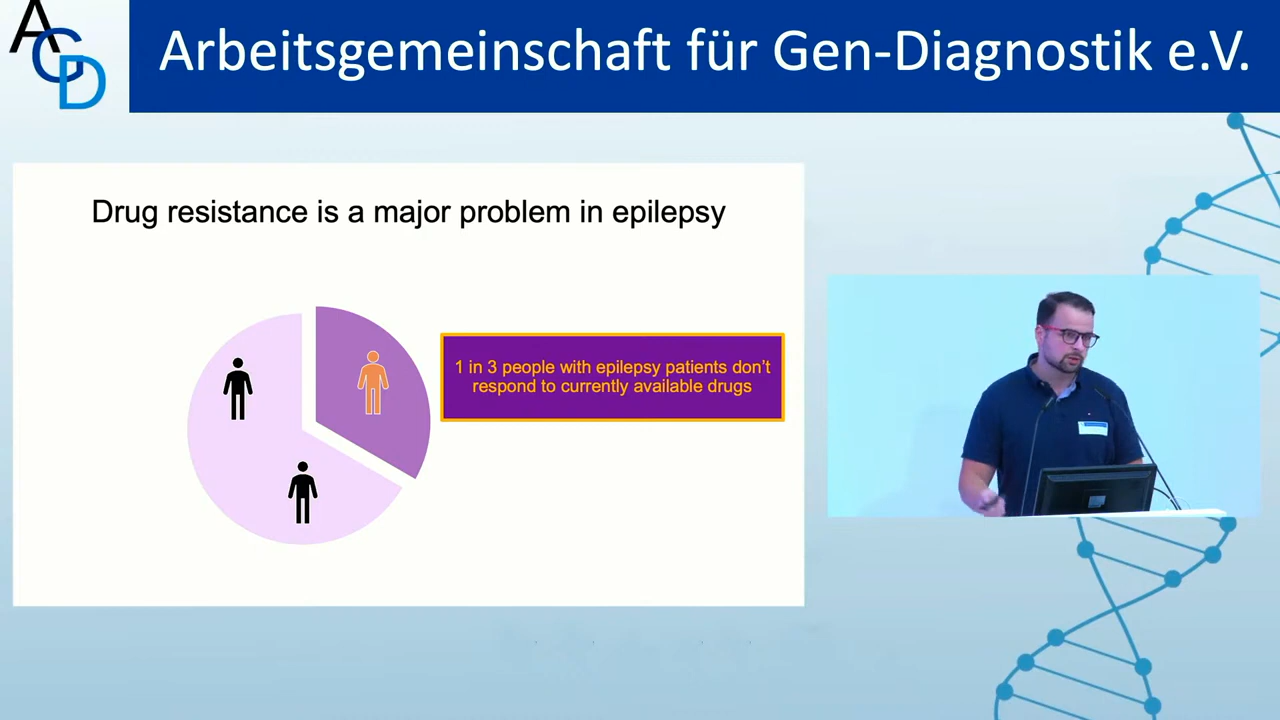 AGD
Arbeitsgemeinschaft für Gen-Diagnostik e.V.
Drug resistance is a major problem in epilepsy
1 in 3 people with epilepsy patients don't
respond to currently available drugs